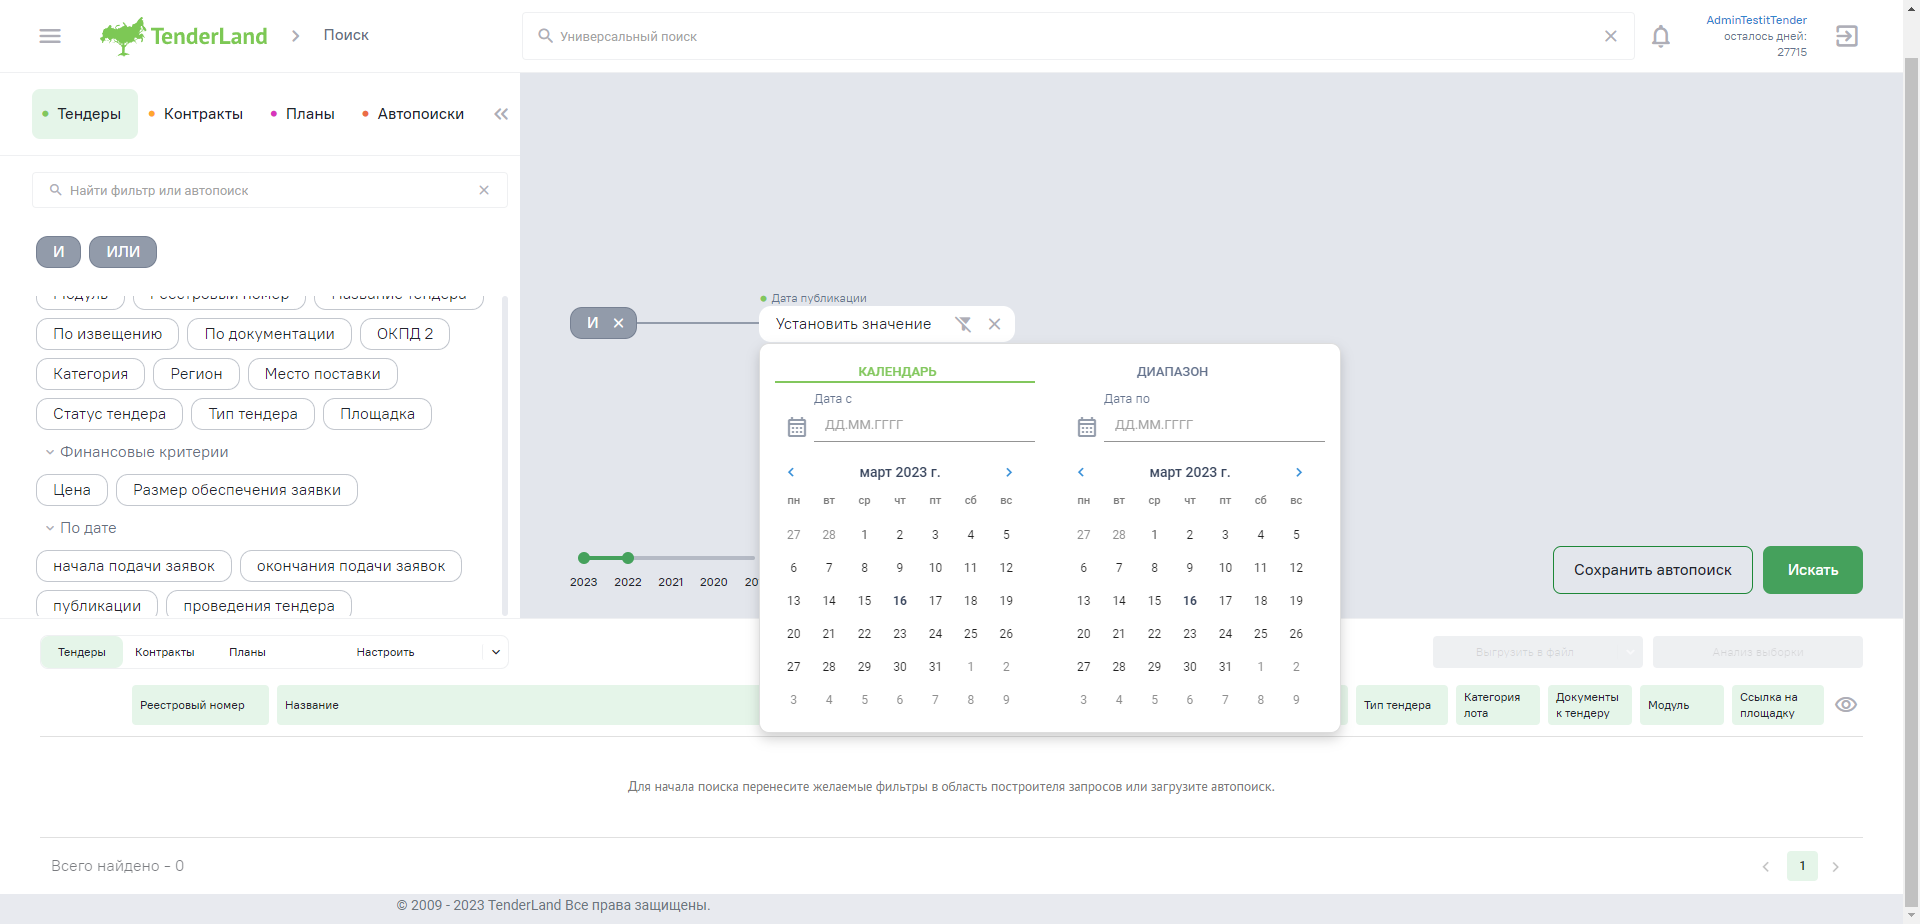 TenderLand
Поиск
Универсальный поиск
AdminTestitTender
осталось дней:
27715
Тендеры
Контракты
Планы
Автопоиски
Найти фильтр или автопоиск
И
ИЛИ
Модуль
Реестровый номер
Название тендера
По извещению
По документации
ОКПД 2
Категория
Регион
Место поставки
Статус тендера
Тип тендера
Площадка
Финансовые критерии
Цена
Размер обеспечения заявки
По дате
начала подачи заявок
окончания подачи заявок
публикации
проведения тендера
И
Дата публикации
Установить значение
КАЛЕНДАРЬ
ДИАПАЗОН
Дата с
ДД.ММ.ГГГГ
март 2023 г.
пн вт ср чт пт сб вс
27 28 1 2 3 4 5
6 7 8 9 10 11 12
13 14 15 16 17 18 19
20 21 22 23 24 25 26
27 28 29 30 31 1 2
3 4 5 6 7 8 9
Дата по
ДД.ММ.ГГГГ
март 2023 г.
пн вт ср чт пт сб вс
27 28 1 2 3 4 5
6 7 8 9 10 11 12
13 14 15 16 17 18 19
20 21 22 23 24 25 26
27 28 29 30 31 1 2
3 4 5 6 7 8 9
2023 2022 2021 2020 20
Сохранить автопоиск
Искать
Тендеры
Контракты
Планы
Настроить
Выгрузить в файл
Анализ выборки
Реестровый номер
Название
Тип тендера
Категория
лота
Документы
к тендеру
Модуль
Ссылка на
площадку
Для начала поиска перенесите желаемые фильтры в область построителя запросов или загрузите автопоиск.
Всего найдено - 0
1
© 2009 - 2023 TenderLand Все права защищены.